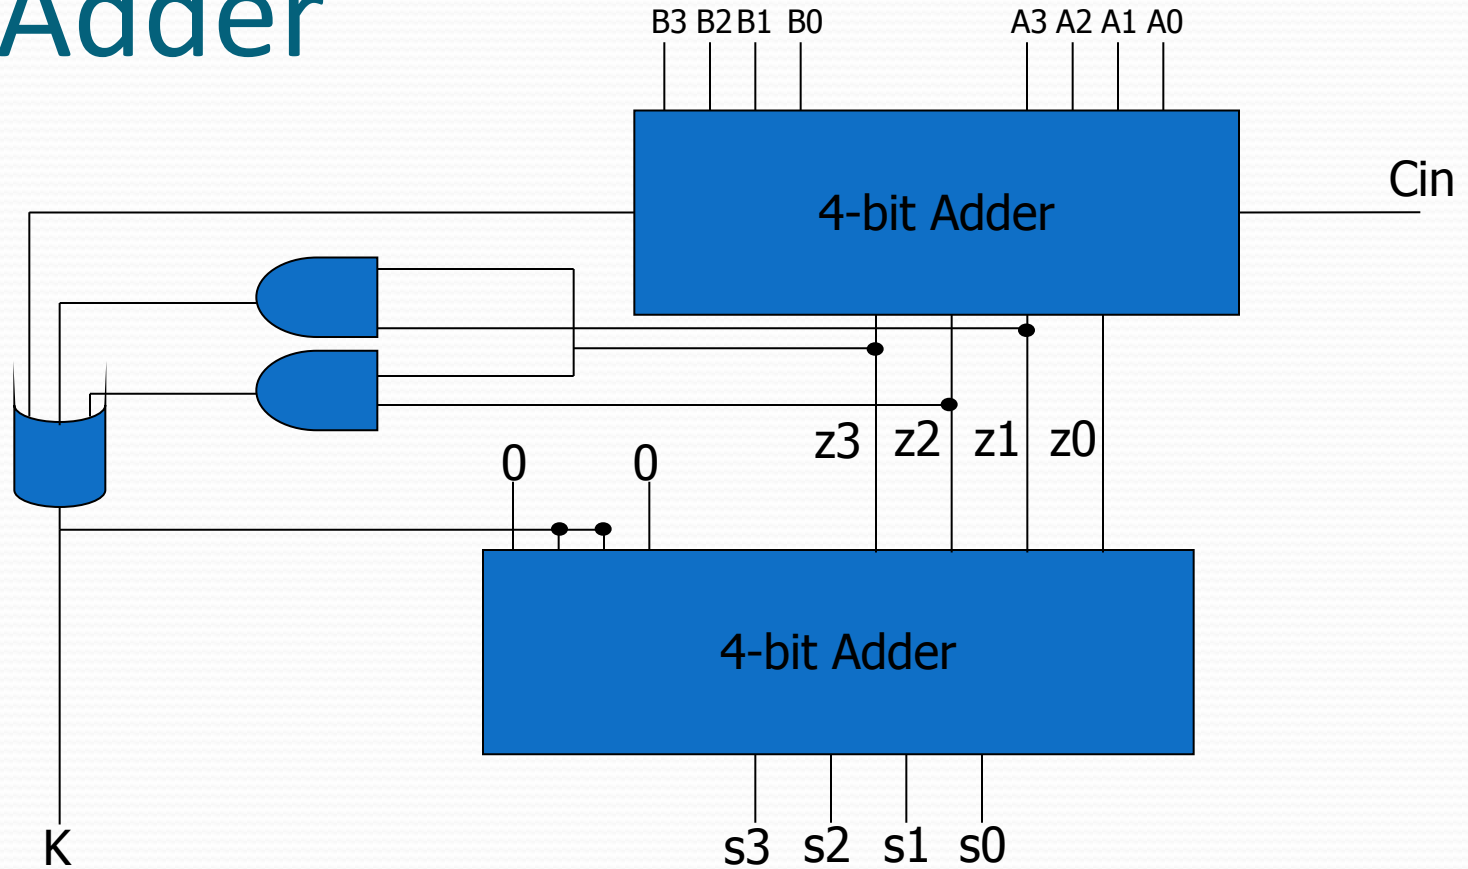 Adder
B3 B2 B1 B0 A3 A2 A1 A0
Cin
4-bit Adder
z3 z2 z1 z0
0 0
4-bit Adder
K s3 s2 s1 s0